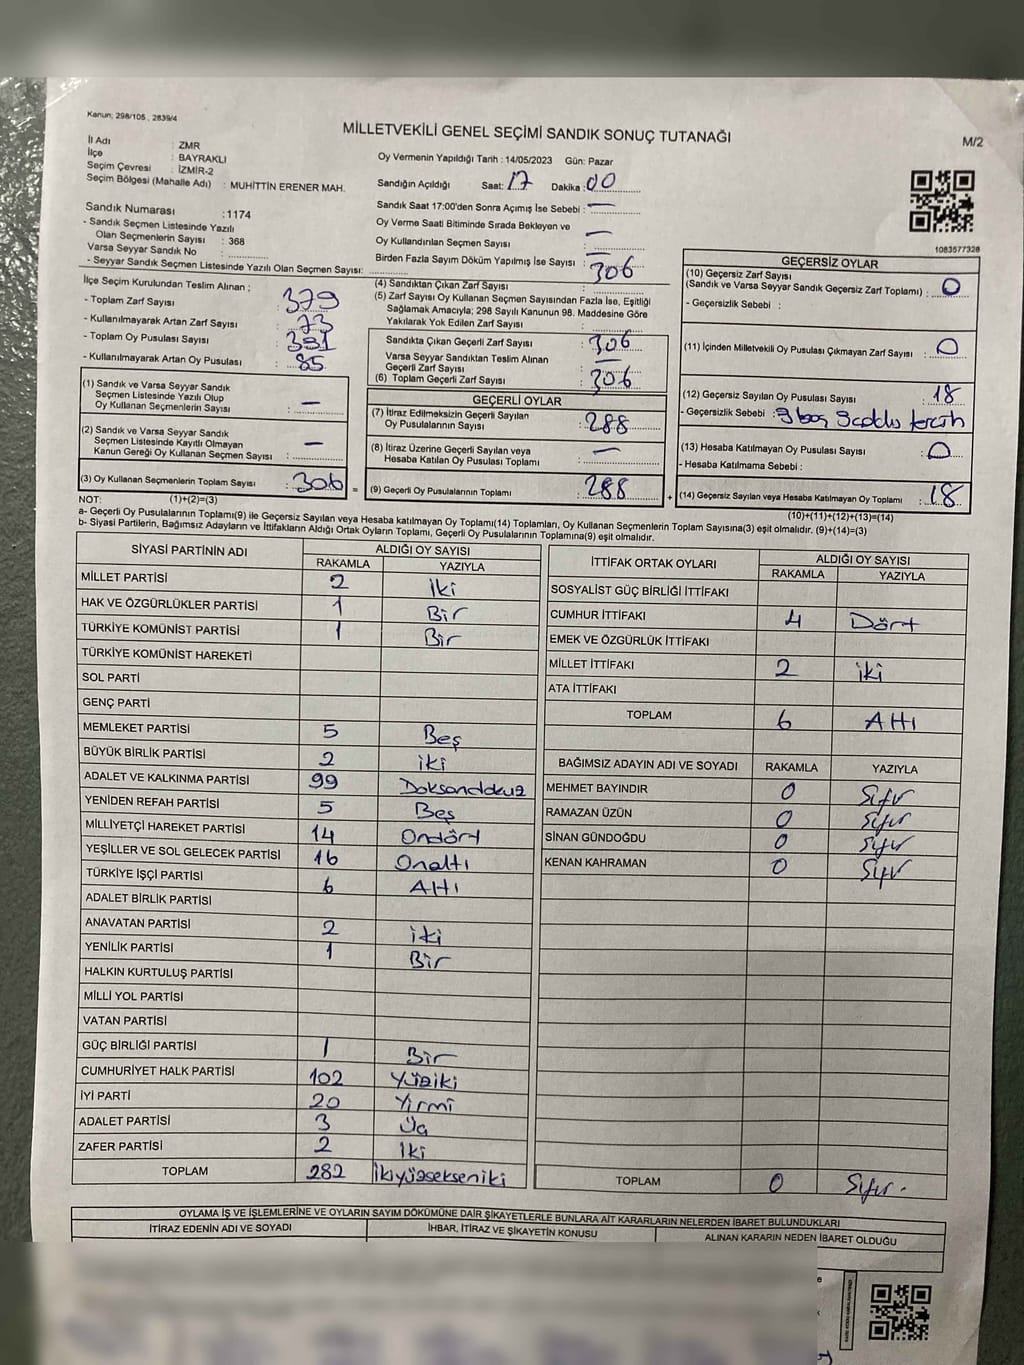 Kanun; 298/105 , 2839/4
MİLLETVEKİLİ GENEL SEÇİMİ SANDIK SONUÇ TUTANAĞI
M/2
İl Adı : ZMR
İlçe : BAYRAKLI
Seçim Çevresi : İZMİR-2
Seçim Bölgesi (Mahalle Adı) : MUHİTTİN ERENER MAH.
Sandık Numarası :1174
- Sandık Seçmen Listesinde Yazılı
Olan Seçmenlerin Sayısı : 368
Varsa Seyyar Sandık No :
- Seyyar Sandık Seçmen Listesinde Yazılı Olan Seçmen Sayısı:
İlçe Seçim Kurulundan Teslim Alınan ;
- Toplam Zarf Sayısı : 379
- Kullanılmayarak Artan Zarf Sayısı : 73
- Toplam Oy Pusulası Sayısı : 391
- Kullanılmayarak Artan Oy Pusulası : 85
(1) Sandık ve Varsa Seyyar Sandık
Seçmen Listesinde Yazılı Olup
Oy Kullanan Seçmenlerin Sayısı : —
(2) Sandık ve Varsa Seyyar Sandık
Seçmen Listesinde Kayıtlı Olmayan
Kanun Gereği Oy Kullanan Seçmen Sayısı : —
(3) Oy Kullanan Seçmenlerin Toplam Sayısı : 306 =
Oy Vermenin Yapıldığı Tarih : 14/05/2023 Gün: Pazar
Sandığın Açıldığı Saat: 17 Dakika : 00
Sandık Saat 17:00'den Sonra Açımış İse Sebebi : —
Oy Verme Saati Bitiminde Sırada Bekleyen ve
Oy Kullandırılan Seçmen Sayısı : —
Birden Fazla Sayım Döküm Yapılmış İse Sayısı : —
(4) Sandıktan Çıkan Zarf Sayısı : 306
(5) Zarf Sayısı Oy Kullanan Seçmen Sayısından Fazla İse, Eşitliği
Sağlamak Amacıyla; 298 Sayılı Kanunun 98. Maddesine Göre
Yakılarak Yok Edilen Zarf Sayısı :
Sandıkta Çıkan Geçerli Zarf Sayısı : 306
Varsa Seyyar Sandıktan Teslim Alınan
Geçerli Zarf Sayısı : —
(6) Toplam Geçerli Zarf Sayısı : 306
GEÇERLİ OYLAR
(7) İtiraz Edilmeksizin Geçerli Sayılan
Oy Pusulalarının Sayısı : 288
(8) İtiraz Üzerine Geçerli Sayılan veya
Hesaba Katılan Oy Pusulası Toplamı : —
(9) Geçerli Oy Pusulalarının Toplamı : 288 +
1083577328
GEÇERSİZ OYLAR
(10) Geçersiz Zarf Sayısı
(Sandık ve Varsa Seyyar Sandık Geçersiz Zarf Toplamı) : 0
- Geçersizlik Sebebi :
(11) İçinden Milletvekili Oy Pusulası Çıkmayan Zarf Sayısı : 0
(12) Geçersiz Sayılan Oy Pusulası Sayısı : 18
- Geçersizlik Sebebi : 9 boş
(13) Hesaba Katılmayan Oy Pusulası Sayısı : 0
- Hesaba Katılmama Sebebi :
(14) Geçersiz Sayılan veya Hesaba Katılmayan Oy Toplamı : 18
NOT: (1)+(2)=(3)
(10)+(11)+(12)+(13)=(14)
a- Geçerli Oy Pusulalarının Toplamı(9) ile Geçersiz Sayılan veya Hesaba katılmayan Oy Toplamı(14) Toplamları, Oy Kullanan Seçmenlerin Toplam Sayısına(3) eşit olmalıdır. (9)+(14)=(3)
b- Siyasi Partilerin, Bağımsız Adayların ve İttifakların Aldığı Ortak Oyların Toplamı, Geçerli Oy Pusulalarının Toplamına(9) eşit olmalıdır.
SİYASİ PARTİNİN ADI ALDIĞI OY SAYISI
RAKAMLA YAZIYLA
MİLLET PARTİSİ 2 iki
HAK VE ÖZGÜRLÜKLER PARTİSİ 1 Bir
TÜRKİYE KOMÜNİST PARTİSİ 1 Bir
TÜRKİYE KOMÜNİST HAREKETİ
SOL PARTİ
GENÇ PARTİ
MEMLEKET PARTİSİ 5 Beş
BÜYÜK BİRLİK PARTİSİ 2 iki
ADALET VE KALKINMA PARTİSİ 99 Doksandokuz
YENİDEN REFAH PARTİSİ 5 Beş
MİLLİYETÇİ HAREKET PARTİSİ 14 Ondört
YEŞİLLER VE SOL GELECEK PARTİSİ 16 Onaltı
TÜRKİYE İŞÇİ PARTİSİ 6 Altı
ADALET BİRLİK PARTİSİ
ANAVATAN PARTİSİ 2 iki
YENİLİK PARTİSİ 1 Bir
HALKIN KURTULUŞ PARTİSİ
MİLLİ YOL PARTİSİ
VATAN PARTİSİ
GÜÇ BİRLİĞİ PARTİSİ 1 Bir
CUMHURİYET HALK PARTİSİ 102 Yüziki
İYİ PARTİ 20 Yirmi
ADALET PARTİSİ 3 Üç
ZAFER PARTİSİ 2 İki
TOPLAM 282 İkiyüzsekseniki
İTTİFAK ORTAK OYLARI ALDIĞI OY SAYISI
RAKAMLA YAZIYLA
SOSYALİST GÜÇ BİRLİĞİ İTTİFAKI
CUMHUR İTTİFAKI 4 Dört
EMEK VE ÖZGÜRLÜK İTTİFAKI
MİLLET İTTİFAKI 2 iki
ATA İTTİFAKI
TOPLAM 6 Altı
BAĞIMSIZ ADAYIN ADI VE SOYADI RAKAMLA YAZIYLA
MEHMET BAYINDIR 0 Sıfır
RAMAZAN ÜZÜN 0 Sıfır
SİNAN GÜNDOĞDU 0 Sıfır
KENAN KAHRAMAN 0 Sıfır
TOPLAM 0 Sıfır.
OYLAMA İŞ VE İŞLEMLERİNE VE OYLARIN SAYIM DÖKÜMÜNE DAİR ŞİKAYETLERLE BUNLARA AİT KARARLARIN NELERDEN İBARET BULUNDUKLARI
İTİRAZ EDENİN ADI VE SOYADI İHBAR, İTİRAZ VE ŞİKAYETİN KONUSU ALINAN KARARIN NEDEN İBARET OLDUĞU